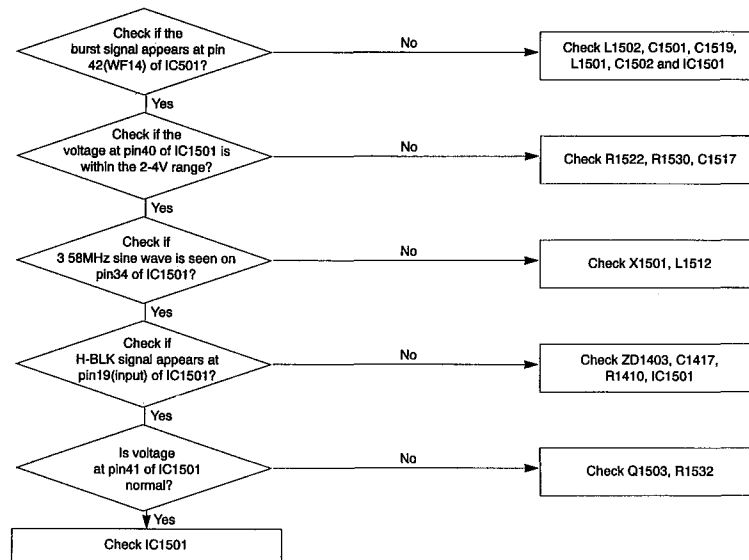 Check if the
burst signal appears at pin
42(WF14) of IC501?
No
Check L1502, C1501, C1519,
L1501, C1502 and IC1501
Yes
Check if the
voltage at pin40 of IC1501 is
within the 2-4V range?
No
Check R1522, R1530, C1517
Yes
Check if
3 58MHz sine wave is seen on
pin34 of IC1501?
No
Check X1501, L1512
Yes
Check if
H-BLK signal appears at
pin19(input) of IC1501?
No
Check ZD1403, C1417,
R1410, IC1501
Yes
Is voltage
at pin41 of IC1501
normal?
No
Check Q1503, R1532
Yes
Check IC1501